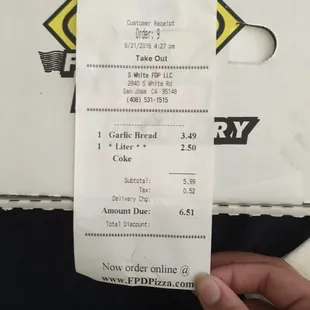 Customer Receipt
Order: 9
6/21/2016 4:27 pm
Take Out
S White FDP LLC
2840 S White Rd
San Jose CA 95148
(408) 531-1515
1 Garlic Bread 3.49
1 * Liter * * 2.50
Coke
Subtotal: 5.99
Tax: 0.52
Delivery Chg:
Amount Due: 6.51
Total Discount:
Now order online @
www.FPDPizza.com
RY